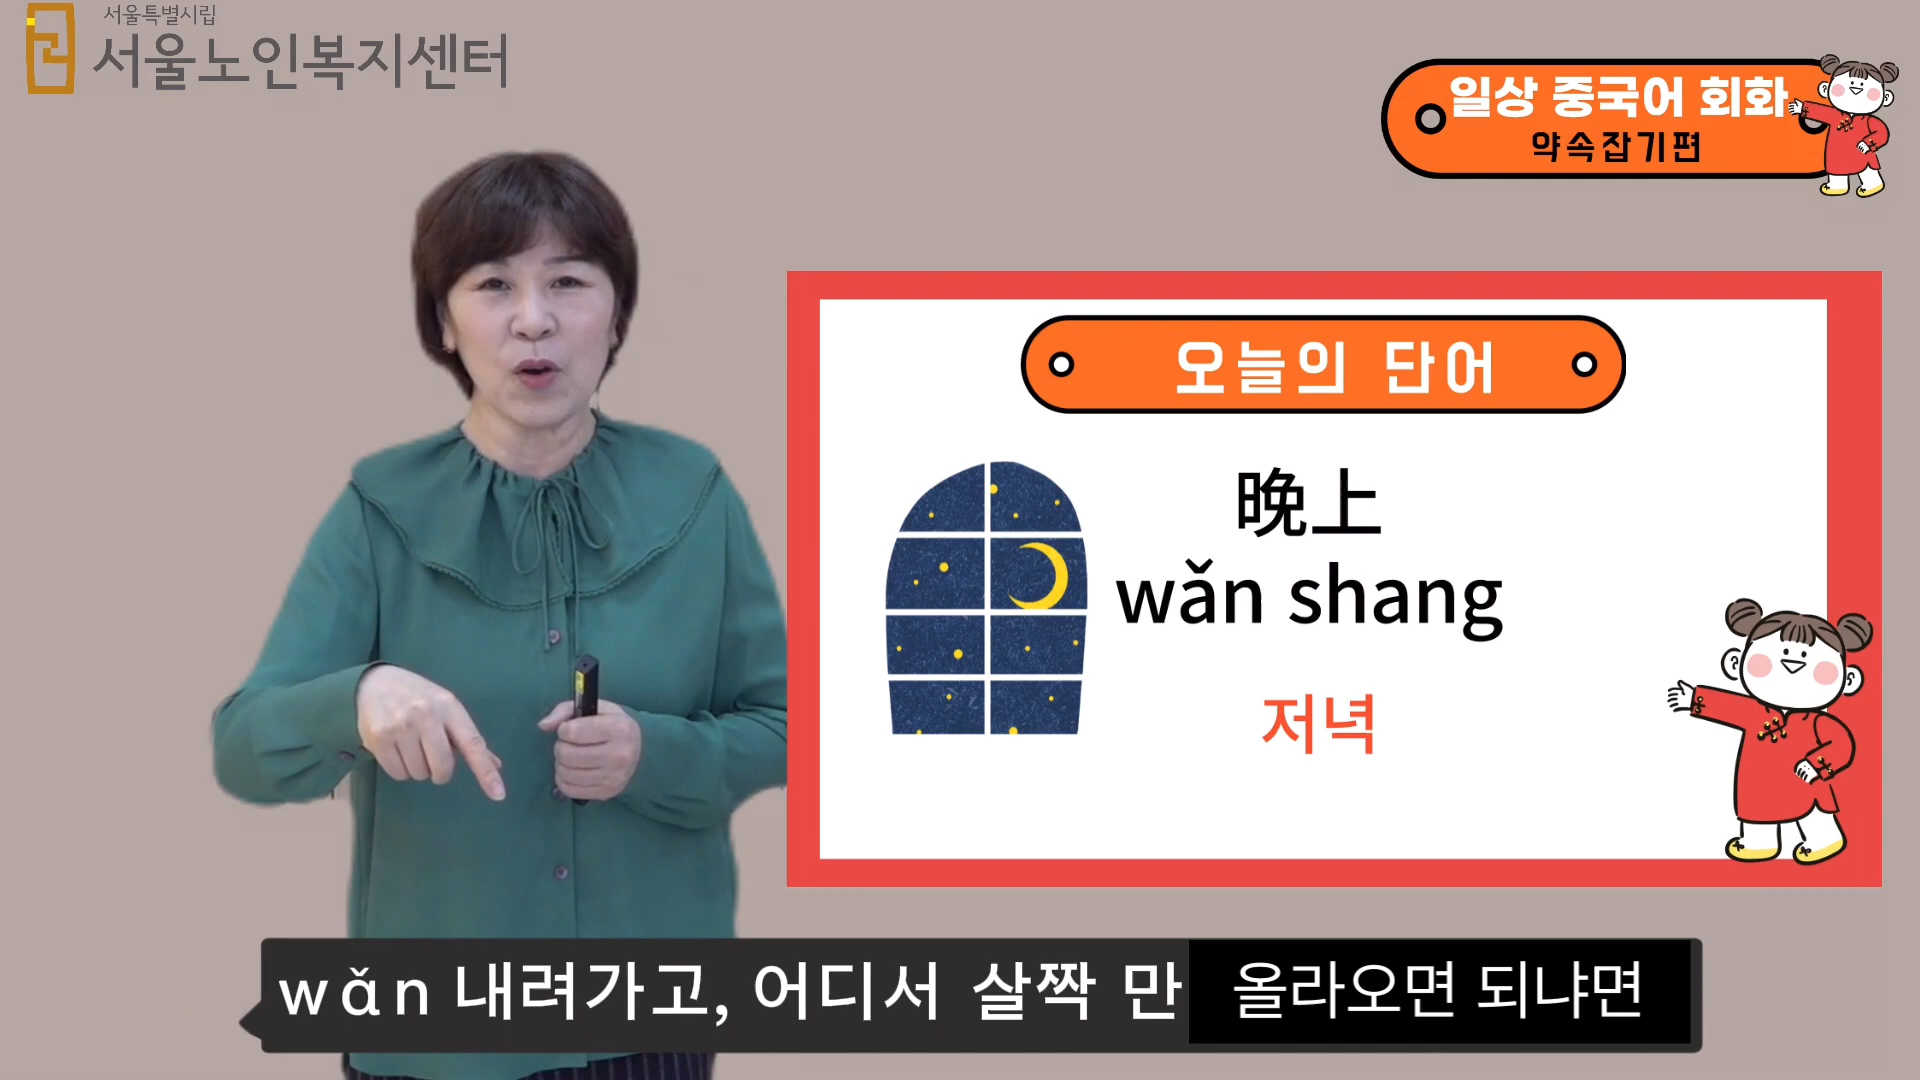 서울특별시립
서울노인복지센터
일상 중국어 회화
약속잡기편
오늘의 단어
晚上
wǎn shang
저녁
wǎn 내려가고, 어디서 살짝 만 올라오면 되냐면